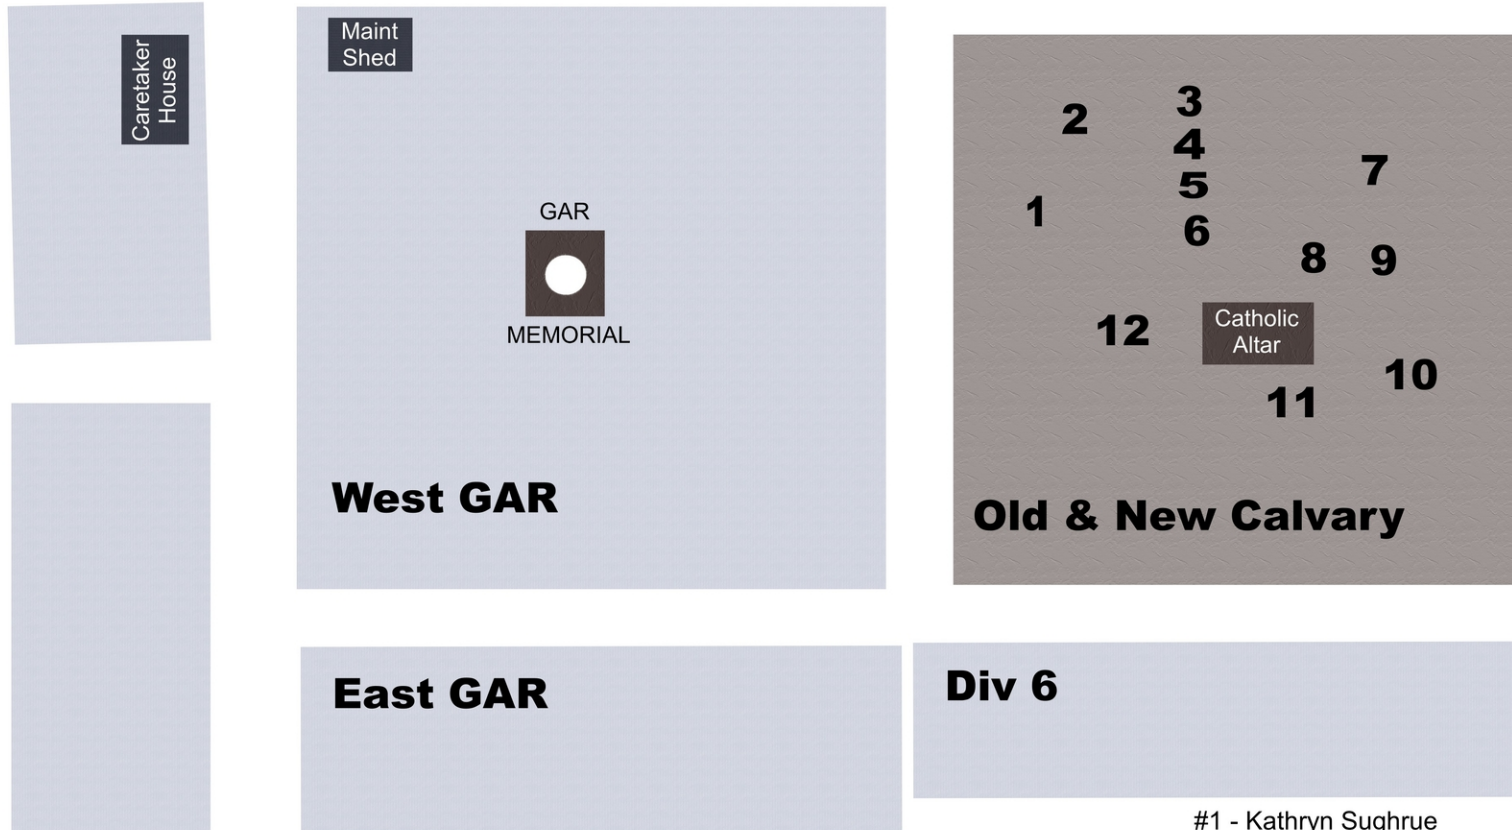 Caretaker
House
Maint
Shed
GAR
MEMORIAL
West GAR
2
3
4
5
6
1
7
8
9
12
Catholic
Altar
10
11
Old & New Calvary
East GAR
Div 6
#1 - Kathryn Sughrue